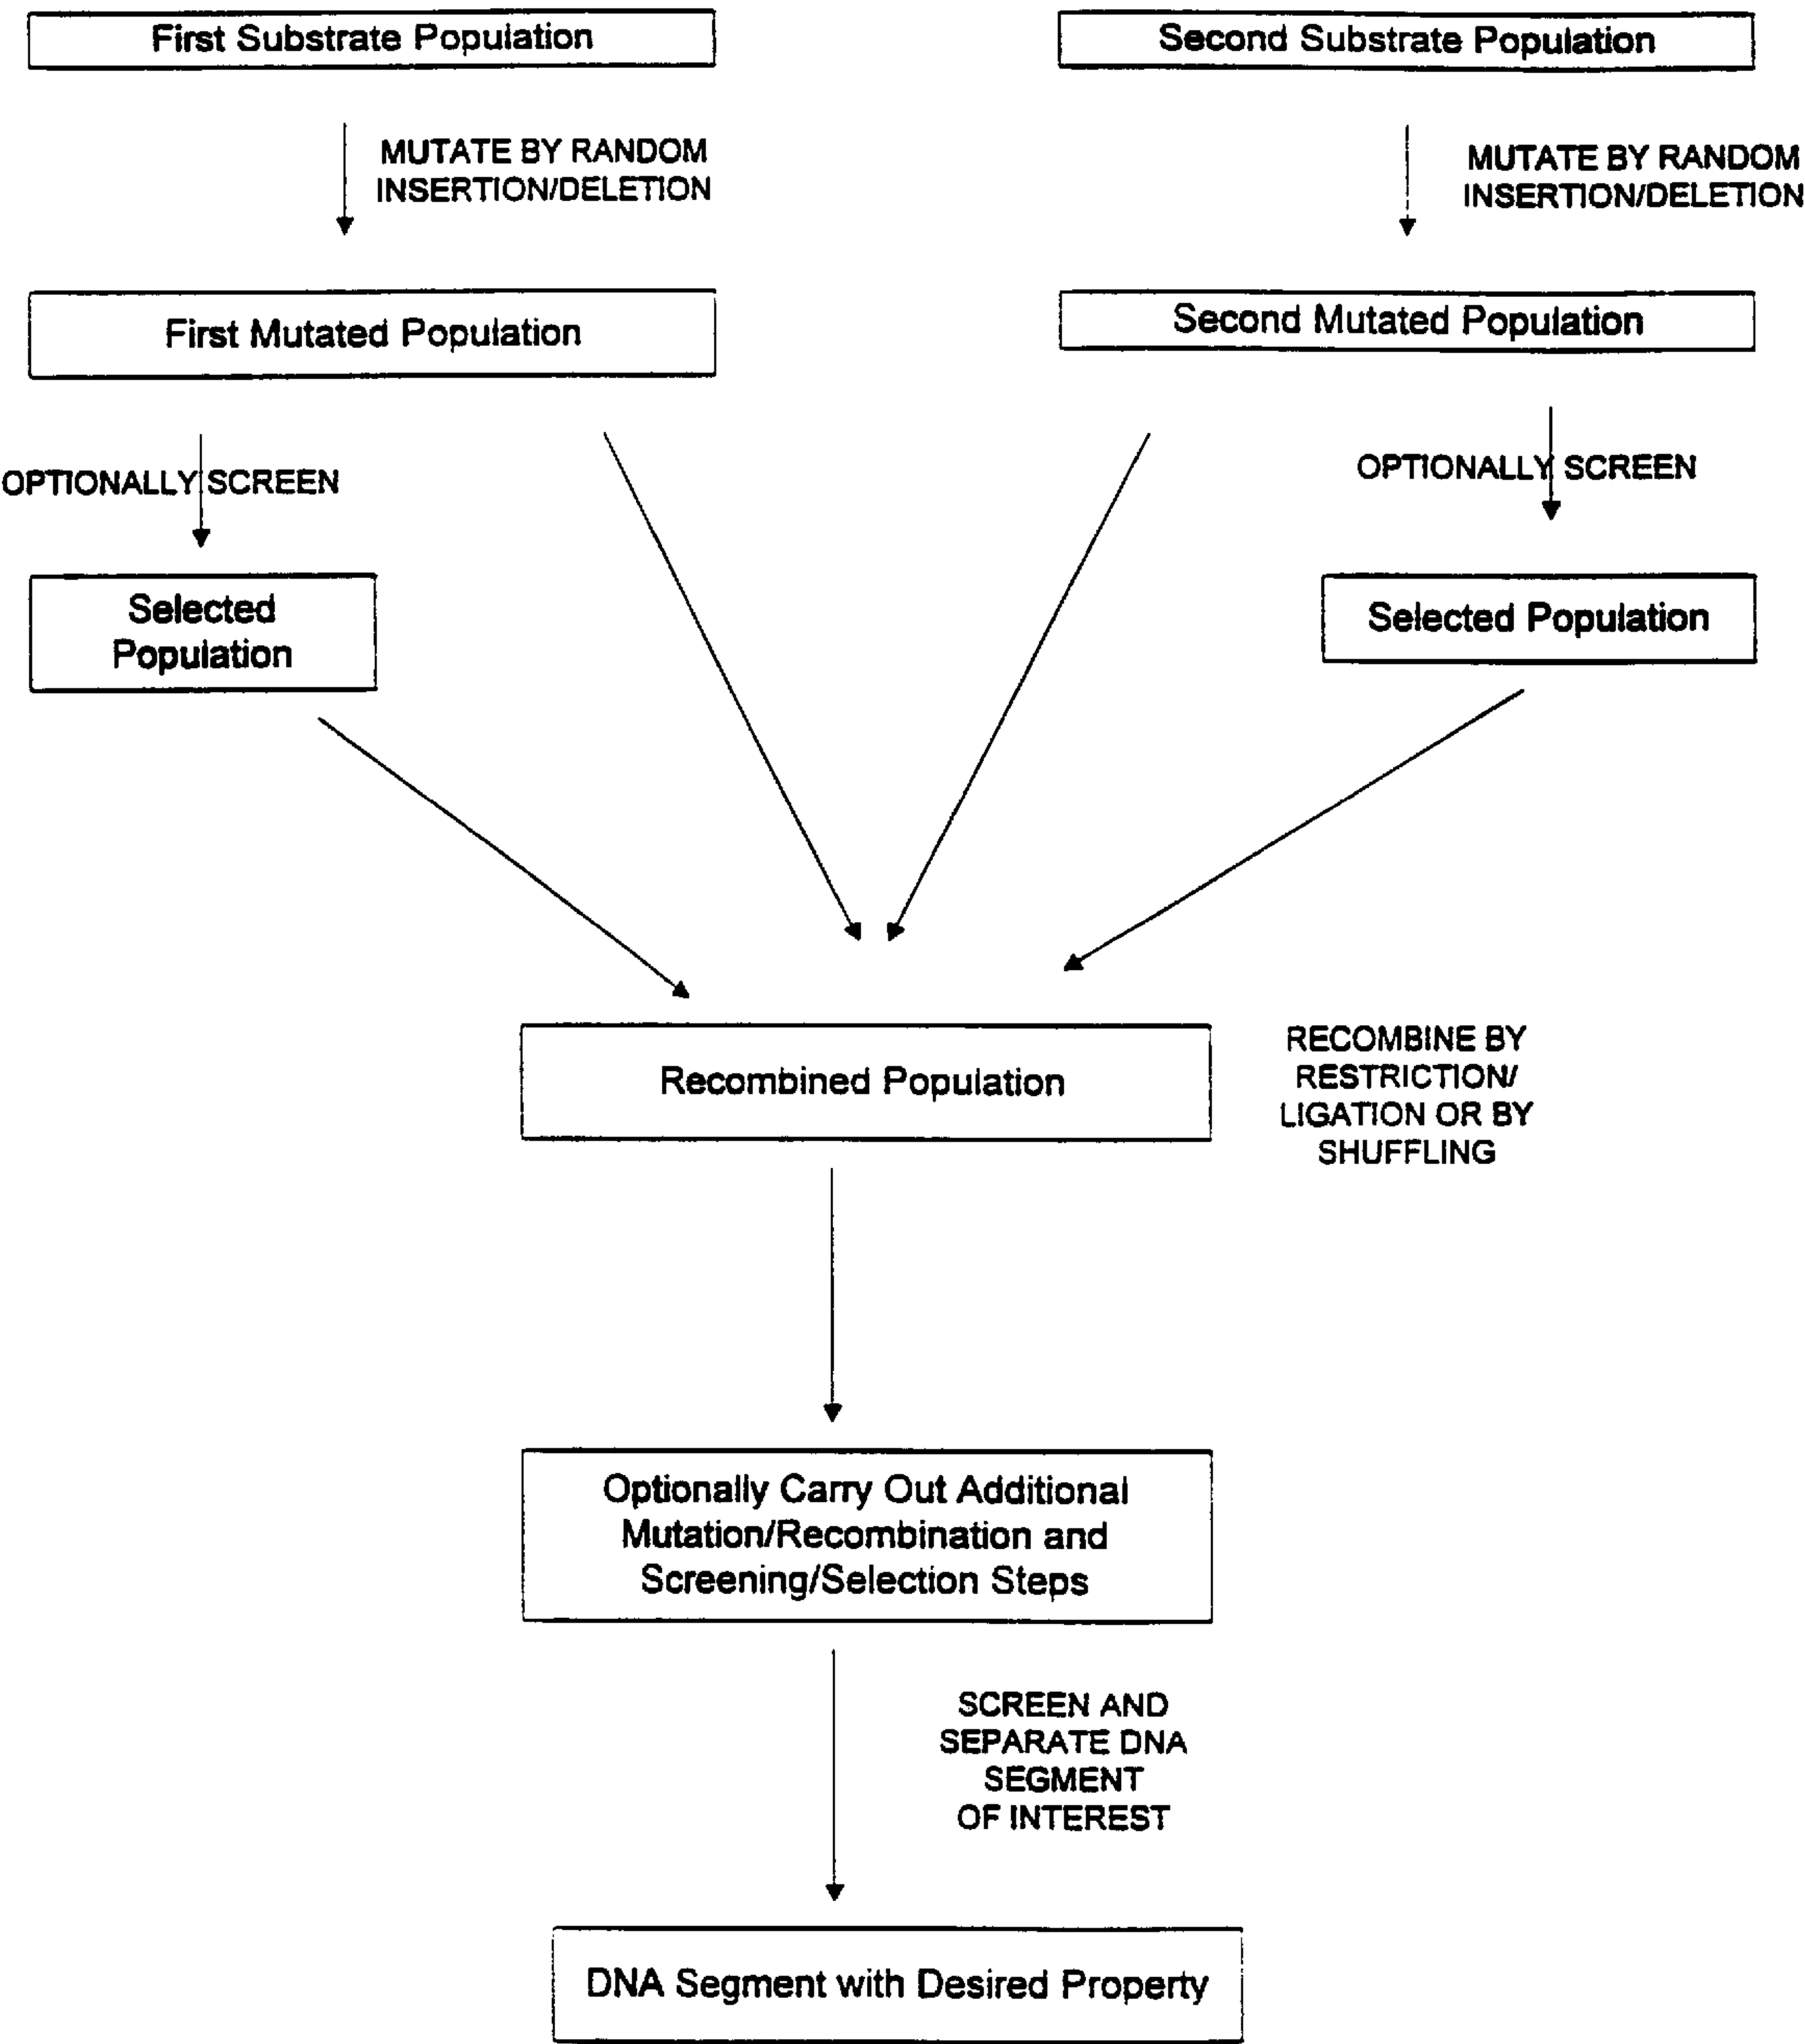 First Substrate Population
Second Substrate Population
MUTATE BY RANDOM
INSERTION/DELETION
MUTATE BY RANDOM
INSERTION/DELETION
First Mutated Population
Second Mutated Population
OPTIONALLY SCREEN
OPTIONALLY SCREEN
Selected
Population
Selected Population
Recombined Population
RECOMBINE BY
RESTRICTION/
LIGATION OR BY
SHUFFLING
Optionally Carry Out Additional
Mutation/Recombination and
Screening/Selection Steps
SCREEN AND
SEPARATE DNA
SEGMENT
OF INTEREST
DNA Segment with Desired Property